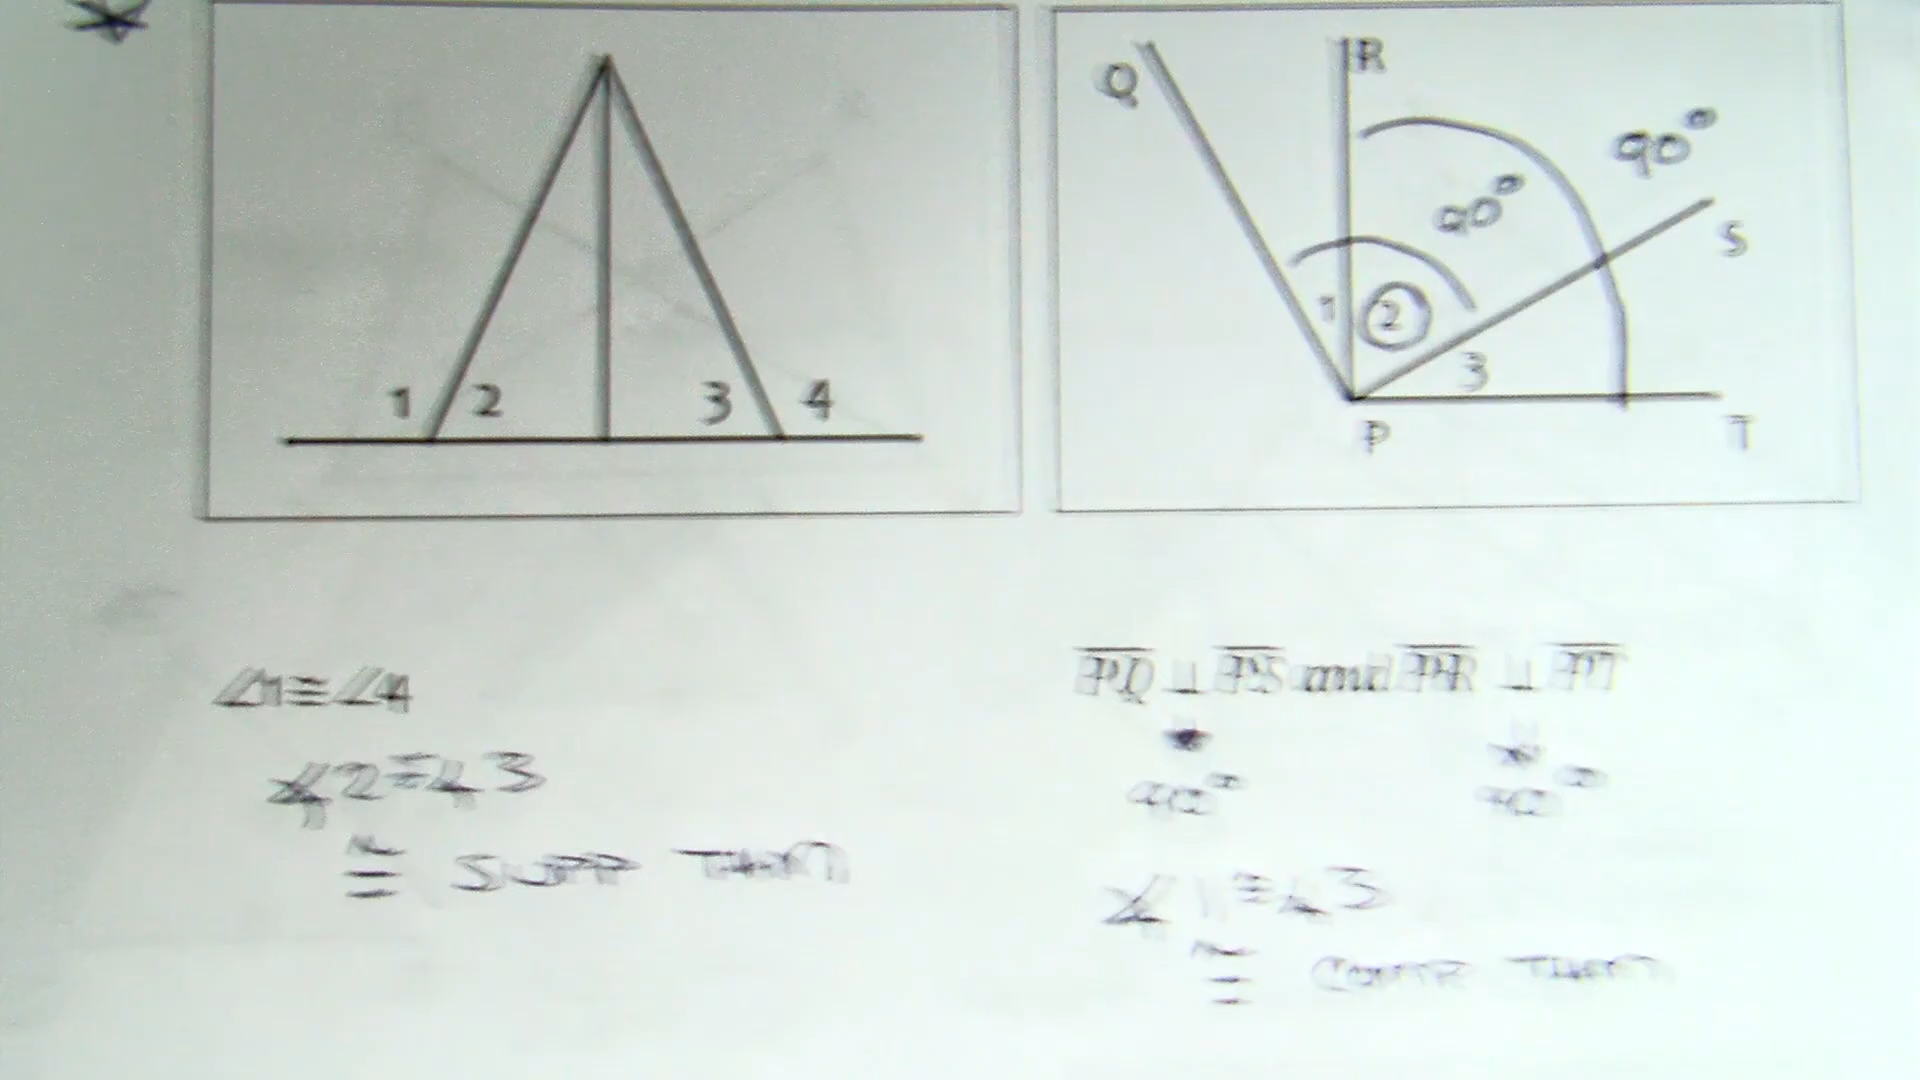 1 2 3 4
Q R
90°
90°
S
1 2
3
P T
∠1≅∠4
∡2≅∡3
≅ SUPP THM
PQ ⊥ PS and PR ⊥ PT
90° 90°
∡1≅∡3
≅ COMP THM